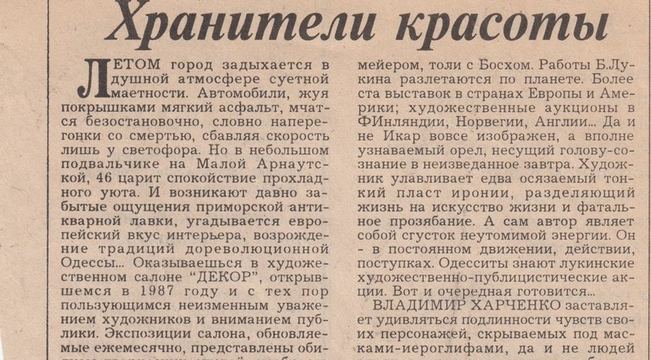 Хранители красоты
ЛЕТОМ город задыхается в
душной атмосфере суетной
маетности. Автомобили, жуя
покрышками мягкий асфальт, мчат-
ся безостановочно, словно напере-
гонки со смертью, сбавляя скорость
лишь у светофора. Но в небольшом
подвальчике на Малой Арнаутс-
кой, 46 царит спокойствие прохлад-
ного уюта. И возникают давно за-
бытые ощущения приморской анти-
кварной лавки, угадывается евро-
пейский вкус интерьера, возрожде-
ние традиций дореволюционной
Одессы... Оказываешься в художе-
ственном салоне "ДЕКОР", открыв-
шемся в 1987 году и с тех пор
пользующимся неизменным уваже-
нием художников и вниманием пуб-
лики. Экспозиции салона, обновляе-
мые ежемесячно, представлены оби-
мейером, толи с Босхом. Работы Б.Лу-
кина разлетаются по планете. Более
ста выставок в странах Европы и Аме-
рики; художественные аукционы в
ФИнляндии, Норвегии, Англии... Да и
не Икар вовсе изображен, а вполне
узнаваемый орел, несущий голову-со-
знание в неизведанное завтра. Худож-
ник улавливает едва осязаемый тон-
кий пласт иронии, разделяющий
жизнь на искусство жизни и фаталь-
ное прозябание. А сам автор являет
собой сгусток неутомимой энергии. Он
- в постоянном движении, действии,
поступках. Одесситы знают лукинские
художественно-публицистические ак-
ции. Вот и очередная готовится...
ВЛАДИМИР ХАРЧЕНКО заставля-
ет удивляться подлинности чувств сво-
их персонажей, скрываемых под мас-
ками-иероглифами, да и не людей